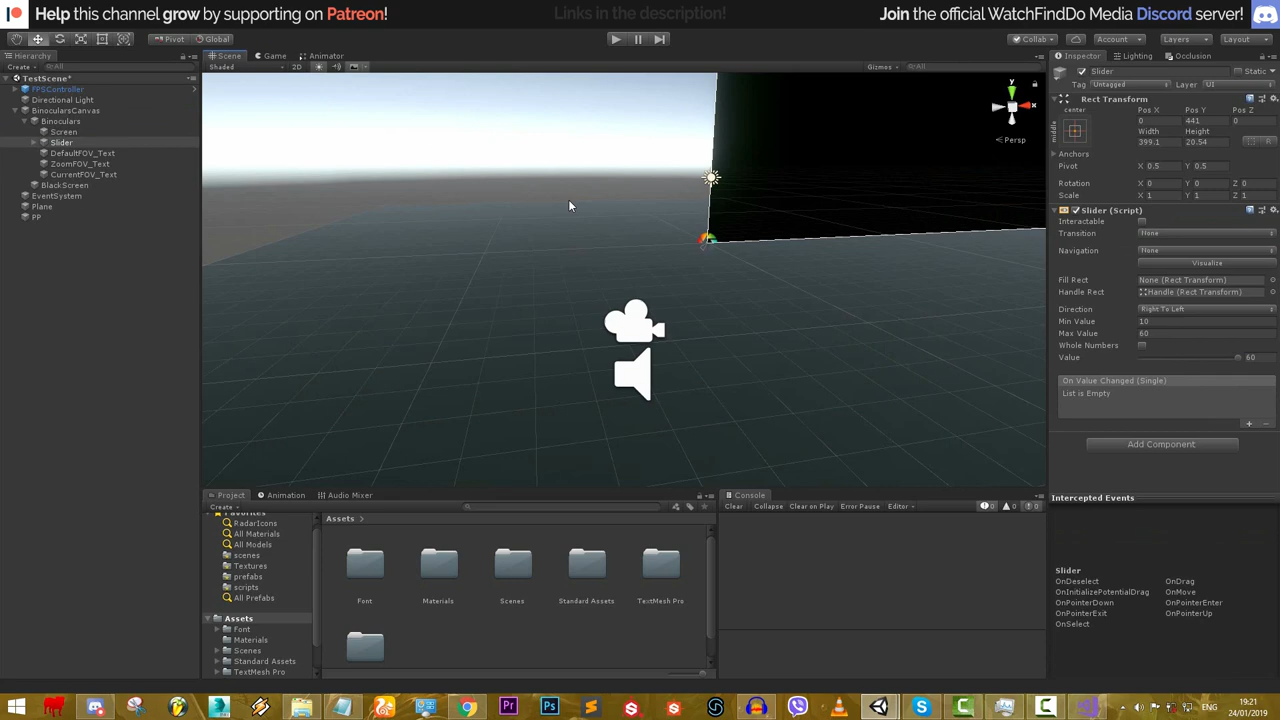 Help this channel grow by supporting on Patreon!
Links in the description!
Join the official WatchFindDo Media Discord server!
Pivot
Global
Collab
Account
Layers
Layout
Hierarchy
Scene
Game
Animator
Inspector
Lighting
Occlusion
Create
All
Shaded
2D
Gizmos
All
TestScene*
FPSController
Directional Light
BinocularsCanvas
Binoculars
Screen
Slider
DefaultFOV_Text
ZoomFOV_Text
CurrentFOV_Text
BlackScreen
EventSystem
Plane
PP
y
x
Persp
Slider
Static
Tag
Untagged
Layer
UI
Rect Transform
center
middle
Pos X
Pos Y
Pos Z
0
441
0
Width
Height
399.1
20.54
R
Anchors
Pivot
X 0.5
Y 0.5
Rotation
X 0
Y 0
Z 0
Scale
X 1
Y 1
Z 1
Slider (Script)
Interactable
Transition
None
Navigation
None
Visualize
Fill Rect
None (Rect Transform)
Handle Rect
Handle (Rect Transform)
Direction
Right To Left
Min Value
10
Max Value
60
Whole Numbers
Value
60
On Value Changed (Single)
List is Empty
Add Component
Intercepted Events
Slider
OnDeselect
OnDrag
OnInitializePotentialDrag
OnMove
OnPointerDown
OnPointerEnter
OnPointerExit
OnPointerUp
OnSelect
Project
Animation
Audio Mixer
Create
Favorites
RadarIcons
All Materials
All Models
scenes
Textures
prefabs
scripts
All Prefabs
Assets
Font
Materials
Scenes
Standard Assets
TextMesh Pro
Assets
Font
Materials
Scenes
Standard Assets
TextMesh Pro
Console
Clear
Collapse
Clear on Play
Error Pause
Editor
0
0
0
Pr
Ps
ENG
19:21
24/01/2019